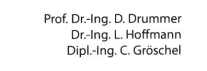 Prof. Dr.-Ing. D. Drummer
Dr.-Ing. L. Hoffmann
Dipl.-Ing. C. Gröschel